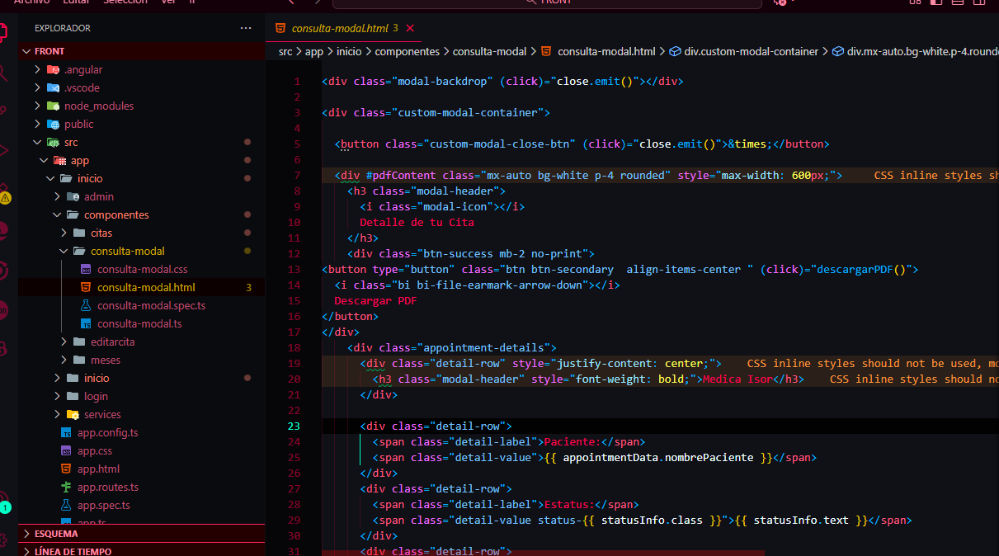 Archivo Editar Selección Ver Ir
FRONT
EXPLORADOR
FRONT
.angular
.vscode
node_modules
public
src
app
inicio
admin
componentes
citas
consulta-modal
consulta-modal.css
consulta-modal.html 3
consulta-modal.spec.ts
consulta-modal.ts
editarcita
meses
inicio
login
services
app.config.ts
app.css
app.html
app.routes.ts
app.spec.ts
app.ts
ESQUEMA
LÍNEA DE TIEMPO
1
consulta-modal.html 3
src > app > inicio > componentes > consulta-modal > consulta-modal.html > div.custom-modal-container > div.mx-auto.bg-white.p-4.rounde
1 <div class="modal-backdrop" (click)="close.emit()"></div>
2
3 <div class="custom-modal-container">
4
5 <button class="custom-modal-close-btn" (click)="close.emit()">&times;</button>
6
7 <div #pdfContent class="mx-auto bg-white p-4 rounded" style="max-width: 600px;"> CSS inline styles sh
8 <h3 class="modal-header">
9 <i class="modal-icon"></i>
10 Detalle de tu Cita
11 </h3>
12 <div class="btn-success mb-2 no-print">
13 <button type="button" class="btn btn-secondary  align-items-center " (click)="descargarPDF()">
14 <i class="bi bi-file-earmark-arrow-down"></i>
15 Descargar PDF
16 </button>
17 </div>
18 <div class="appointment-details">
19 <div class="detail-row" style="justify-content: center;"> CSS inline styles should not be used, mo
20 <h3 class="modal-header" style="font-weight: bold;">Medica Isor</h3> CSS inline styles should no
21 </div>
22
23 <div class="detail-row">
24 <span class="detail-label">Paciente:</span>
25 <span class="detail-value">{{ appointmentData.nombrePaciente }}</span>
26 </div>
27 <div class="detail-row">
28 <span class="detail-label">Estatus:</span>
29 <span class="detail-value status-{{ statusInfo.class }}">{{ statusInfo.text }}</span>
30 </div>
31 <div class="detail-row">